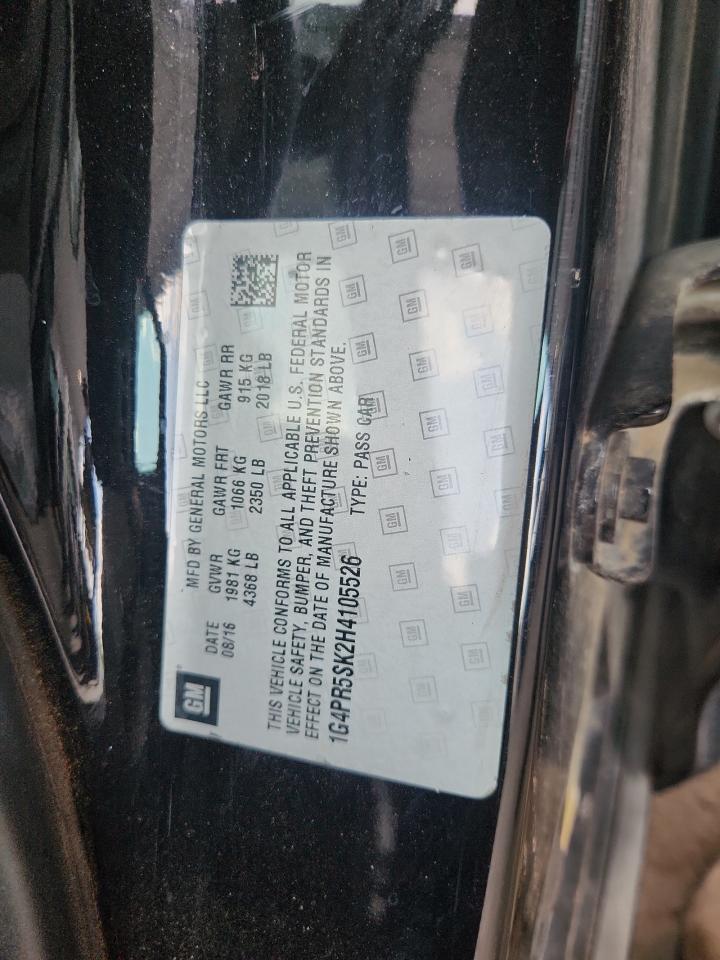 GM
MFD BY GENERAL MOTORS LLC
DATE GVWR GAWR FRT GAWR RR
08/16 1981 KG 1066 KG 915 KG
4368 LB 2350 LB 2018 LB
THIS VEHICLE CONFORMS TO ALL APPLICABLE U.S. FEDERAL MOTOR
VEHICLE SAFETY, BUMPER, AND THEFT PREVENTION STANDARDS IN
EFFECT ON THE DATE OF MANUFACTURE SHOWN ABOVE.
1G4PR5SK2H4105526 TYPE: PASS CAR